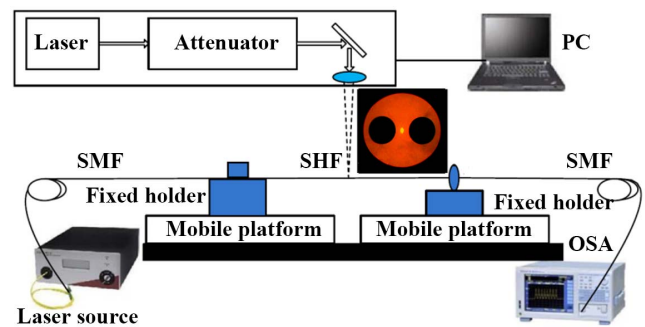 Laser
Attenuator
PC
SMF
SHF
SMF
Fixed holder
Fixed holder
Mobile platform
Mobile platform
OSA
Laser source